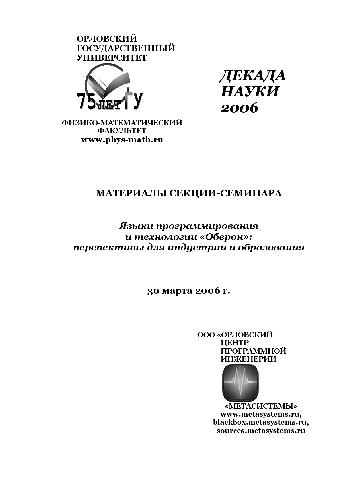 ОРЛОВСКИЙ
ГОСУДАРСТВЕННЫЙ
УНИВЕРСИТЕТ
75 ЛЕТ ГУ
ФИЗИКО-МАТЕМАТИЧЕСКИЙ
ФАКУЛЬТЕТ
www.phys-math.ru
ДЕКАДА
НАУКИ
2006
МАТЕРИАЛЫ СЕКЦИИ-СЕМИНАРА
Языки программирования
и технологии «Оберон»:
перспективы для индустрии и образования
30 марта 2006 г.
ООО «ОРЛОВСКИЙ
ЦЕНТР
ПРОГРАММНОЙ
ИНЖЕНЕРИИ
«МЕТАСИСТЕМЫ»
www.metasystems.ru,
blackbox.metasystems.ru,
sources.metasystems.ru